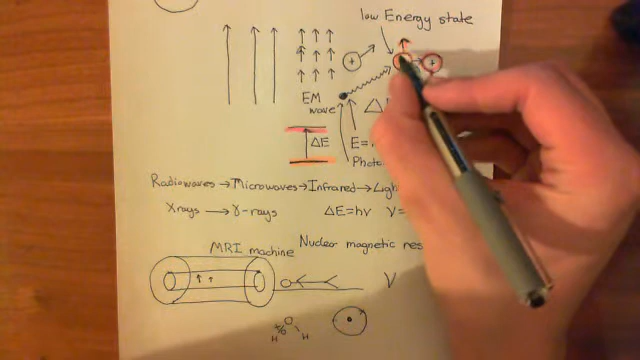 low Energy state
+ +
EM
wave
Δ
ΔE E=
Photo
Radiowaves→Microwaves→Infrared→Ligh
Xrays → γ-rays ΔE=hν ν=
MRI machine Nuclear magnetic res
ν
O
H H